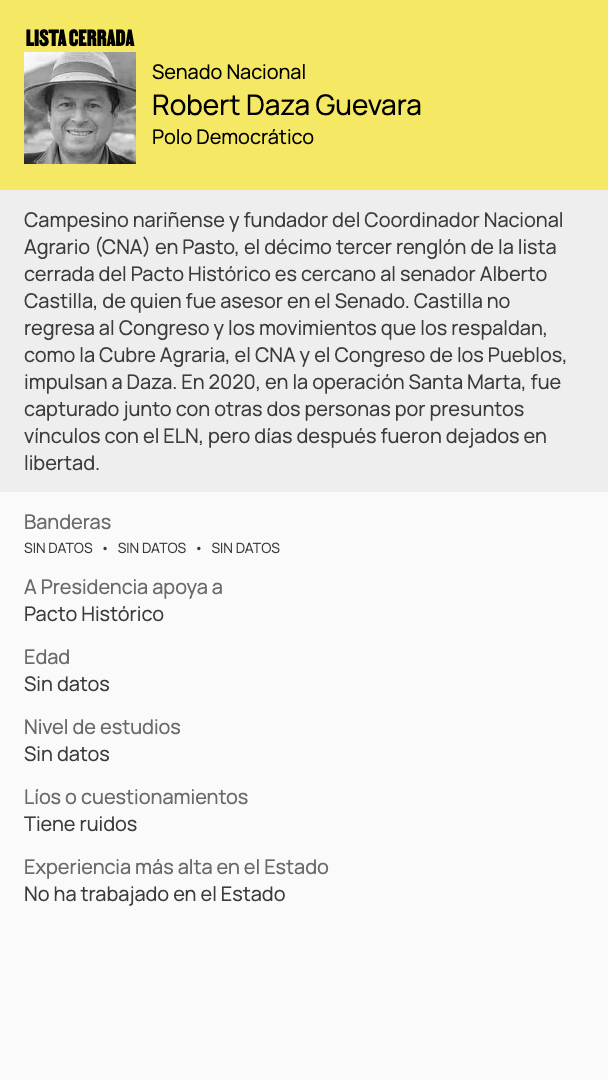 LISTA CERRADA
Senado Nacional
Robert Daza Guevara
Polo Democrático
Campesino nariñense y fundador del Coordinador Nacional
Agrario (CNA) en Pasto, el décimo tercer renglón de la lista
cerrada del Pacto Histórico es cercano al senador Alberto
Castilla, de quien fue asesor en el Senado. Castilla no
regresa al Congreso y los movimientos que los respaldan,
como la Cubre Agraria, el CNA y el Congreso de los Pueblos,
impulsan a Daza. En 2020, en la operación Santa Marta, fue
capturado junto con otras dos personas por presuntos
vínculos con el ELN, pero días después fueron dejados en
libertad.
Banderas
SIN DATOS • SIN DATOS • SIN DATOS
A Presidencia apoya a
Pacto Histórico
Edad
Sin datos
Nivel de estudios
Sin datos
Líos o cuestionamientos
Tiene ruidos
Experiencia más alta en el Estado
No ha trabajado en el Estado